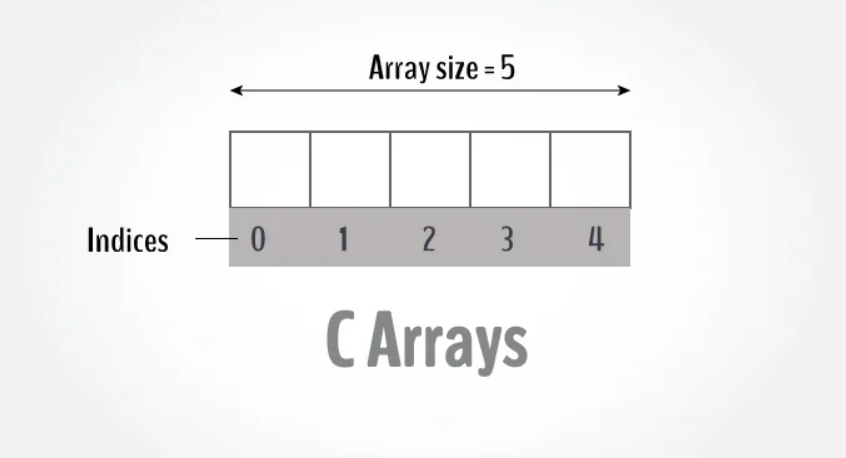 Array size = 5
Indices 0 1 2 3 4
C Arrays